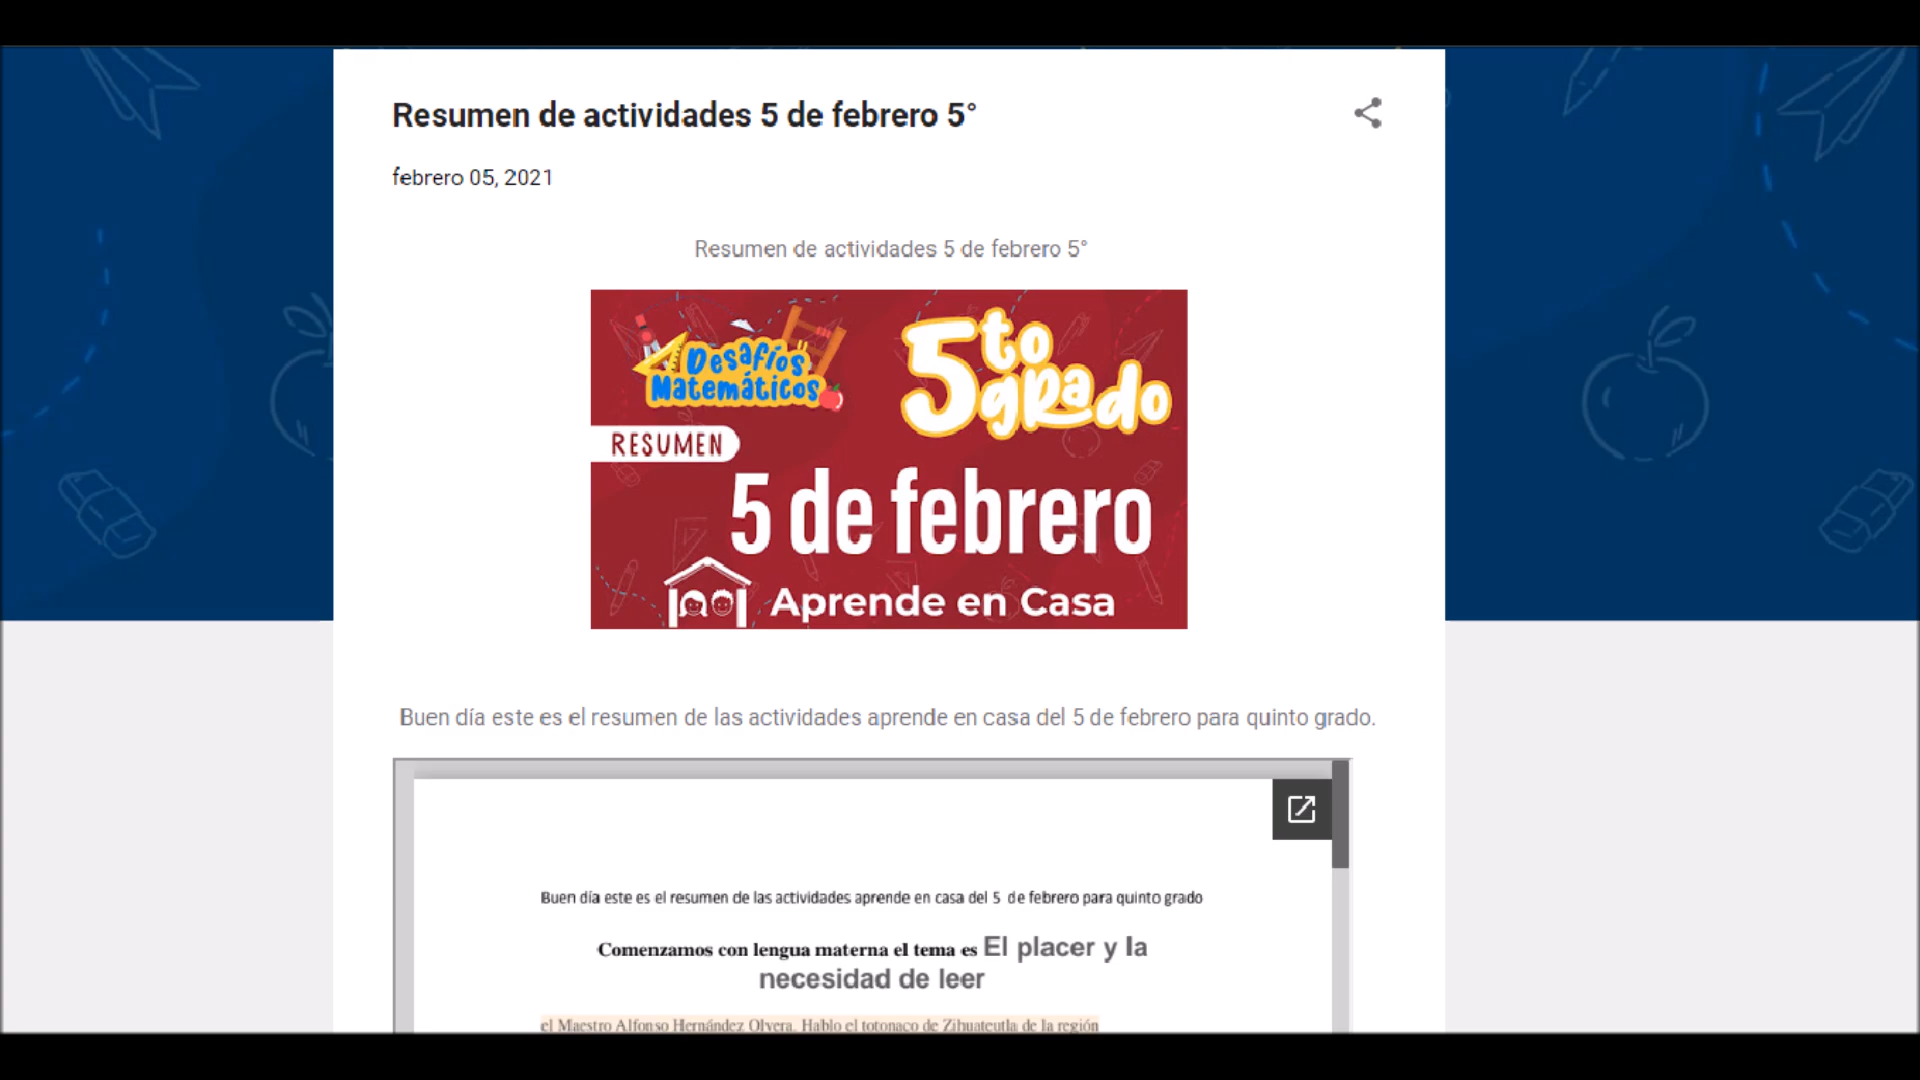 Resumen de actividades 5 de febrero 5°
febrero 05, 2021
Resumen de actividades 5 de febrero 5°
Desafíos
Matemáticos
5to grado
RESUMEN
5 de febrero
Aprende en Casa
Buen día este es el resumen de las actividades aprende en casa del 5 de febrero para quinto grado.
Buen día este es el resumen de las actividades aprende en casa del 5 de febrero para quinto grado
Comenzamos con lengua materna el tema es El placer y la
necesidad de leer
el Maestro Alfonso Hernández Olvera. Hablo el totonaco de Zihuateutla de la región